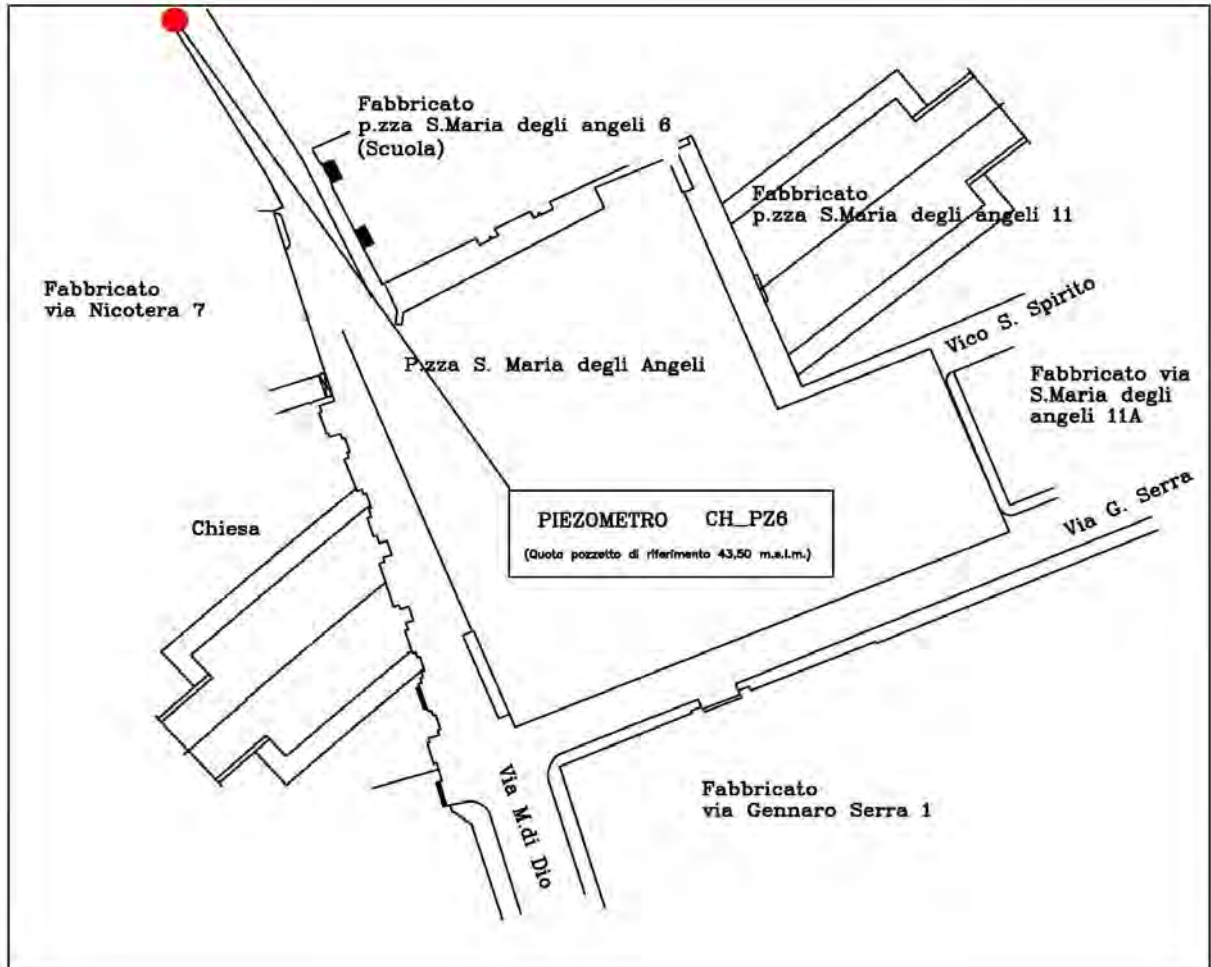 Fabbricato
p.zza S.Maria degli angeli 6
(Scuola)
Fabbricato
p.zza S.Maria degli angeli 11
Fabbricato
via Nicotera 7
Vico S. Spirito
P.zza S. Maria degli Angeli
Fabbricato via
S.Maria degli
angeli 11A
Chiesa
PIEZOMETRO CH_PZ6
(Quota pozzetto di riferimento 43,50 m.s.l.m.)
Via G. Serra
Via M.di Dio
Fabbricato
via Gennaro Serra 1